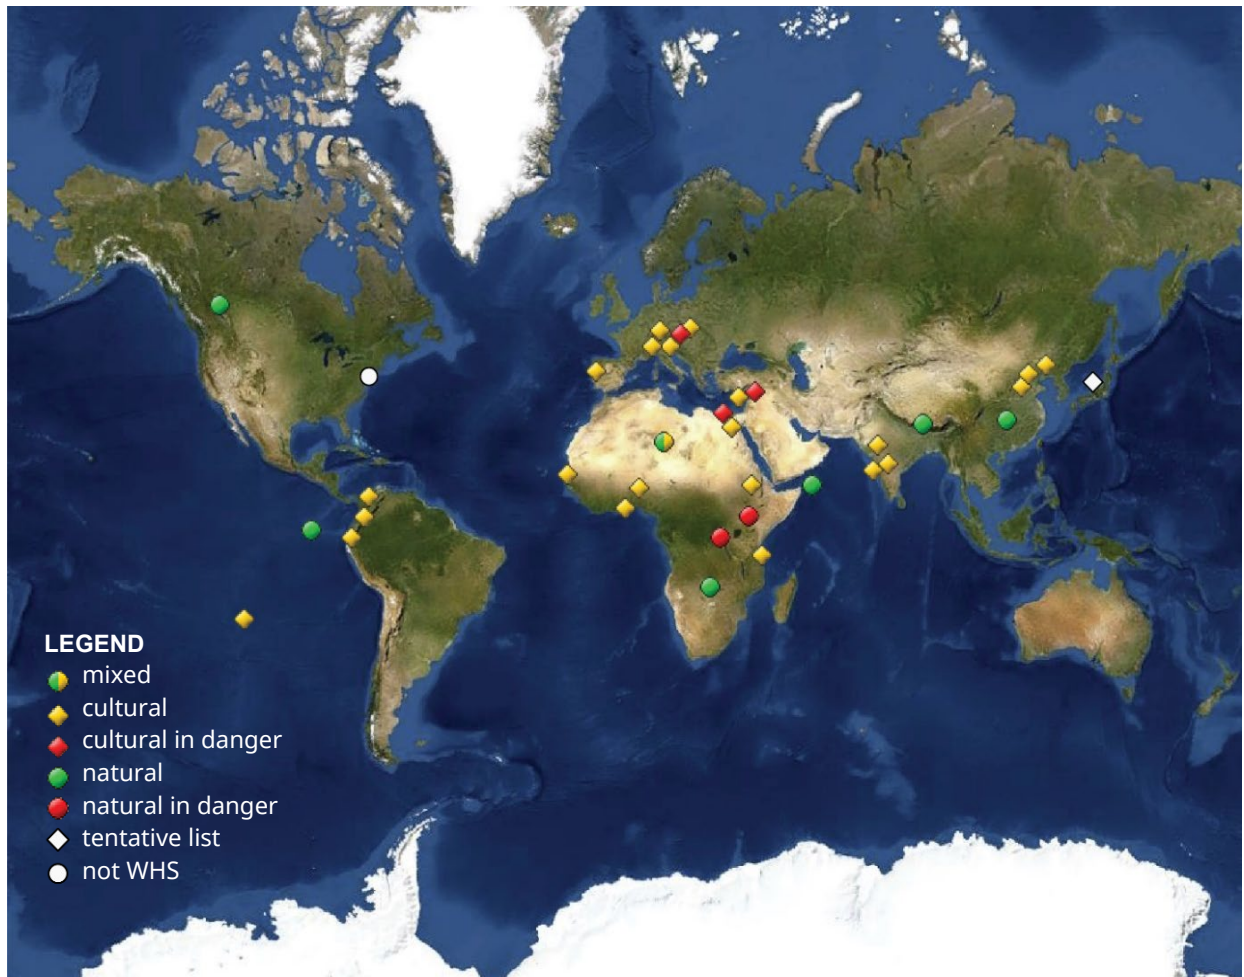 LEGEND
mixed
cultural
cultural in danger
natural
natural in danger
tentative list
not WHS